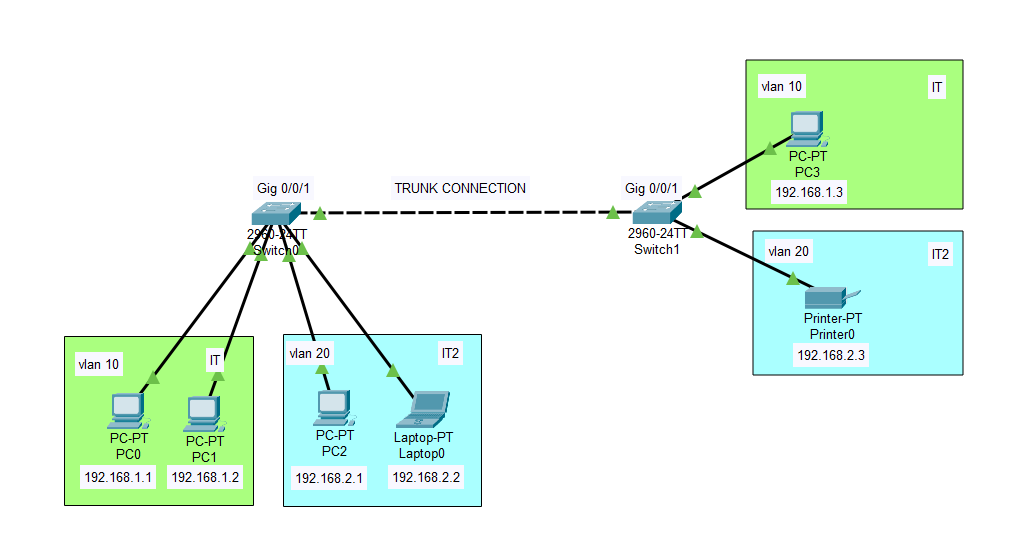 vlan 10
IT
PC-PT
PC3
192.168.1.3
Gig 0/0/1
TRUNK CONNECTION
Gig 0/0/1
2960-24TT
Switch0
2960-24TT
Switch1
vlan 20
IT2
Printer-PT
Printer0
192.168.2.3
vlan 10
IT
PC-PT
PC0
192.168.1.1
PC-PT
PC1
192.168.1.2
vlan 20
IT2
PC-PT
PC2
192.168.2.1
Laptop-PT
Laptop0
192.168.2.2